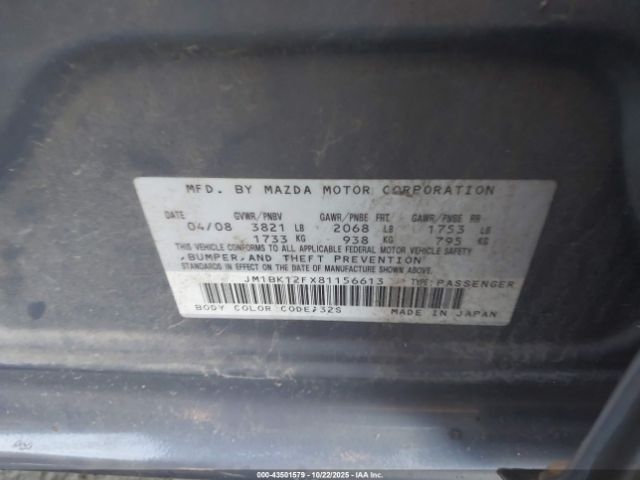 MFD. BY MAZDA MOTOR CORPORATION
DATE GVWR/PNBV GAWR/PNBE FRT GAWR/PNBE RR
04/08 3821 LB 2068 LB 1753 LB
1733 KG 938 KG 795 KG
THIS VEHICLE CONFORMS TO ALL APPLICABLE FEDERAL MOTOR VEHICLE SAFETY
,BUMPER,AND THEFT PREVENTION
STANDARDS IN EFFECT ON THE DATE OF MANUFACTURE SHOWN ABOVE.
JM1BK12FX81156613 TYPE:PASSENGER
BODY COLOR CODE:32S MADE IN JAPAN
000-43501579 - 10/22/2025 - IAAI.COM